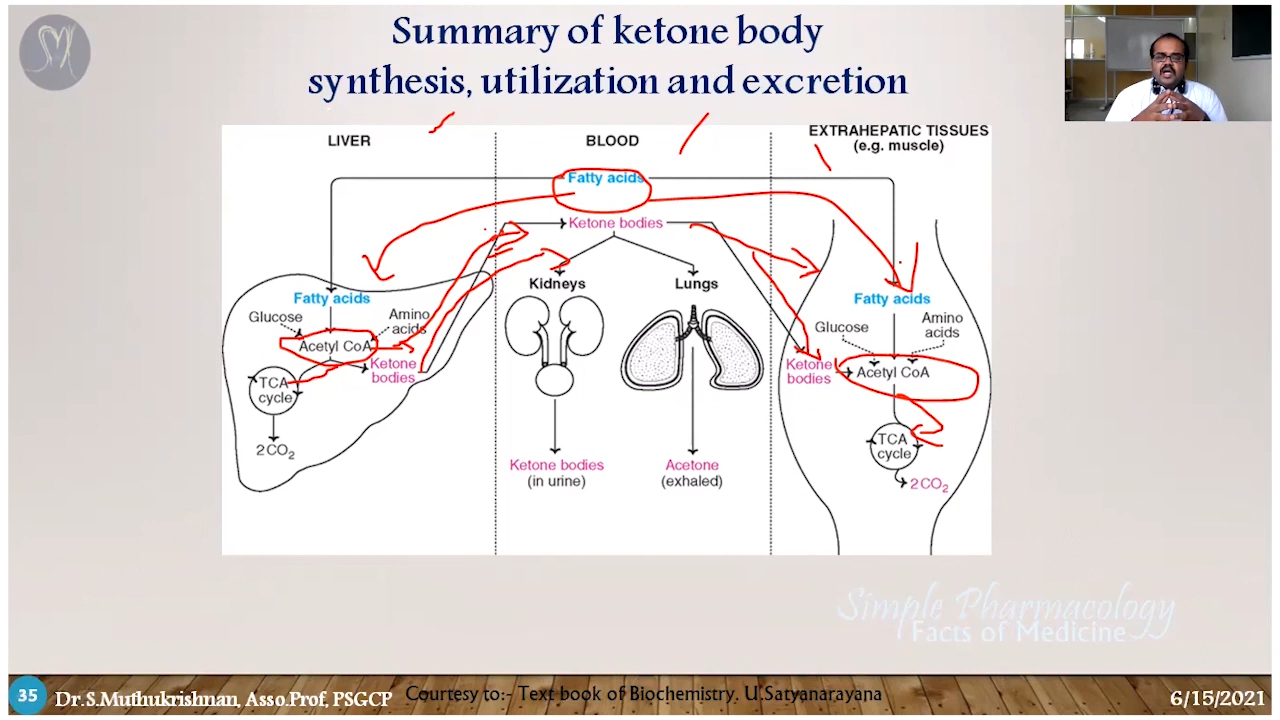 Summary of ketone body
synthesis, utilization and excretion
LIVER
BLOOD
EXTRAHEPATIC TISSUES
(e.g. muscle)
Fatty acids
Ketone bodies
Kidneys
Lungs
Fatty acids
Glucose
Amino
acids
Acetyl CoA
Ketone
bodies
TCA
cycle
2CO2
Ketone bodies
(in urine)
Acetone
(exhaled)
Fatty acids
Glucose
Amino
acids
Ketone
bodies
Acetyl CoA
TCA
cycle
2CO2
Simple Pharmacology
Facts of Medicine
35
Dr.S.Muthukrishnan, Asso.Prof, PSGCP
Courtesy to:- Text book of Biochemistry. U.Satyanarayana
6/15/2021